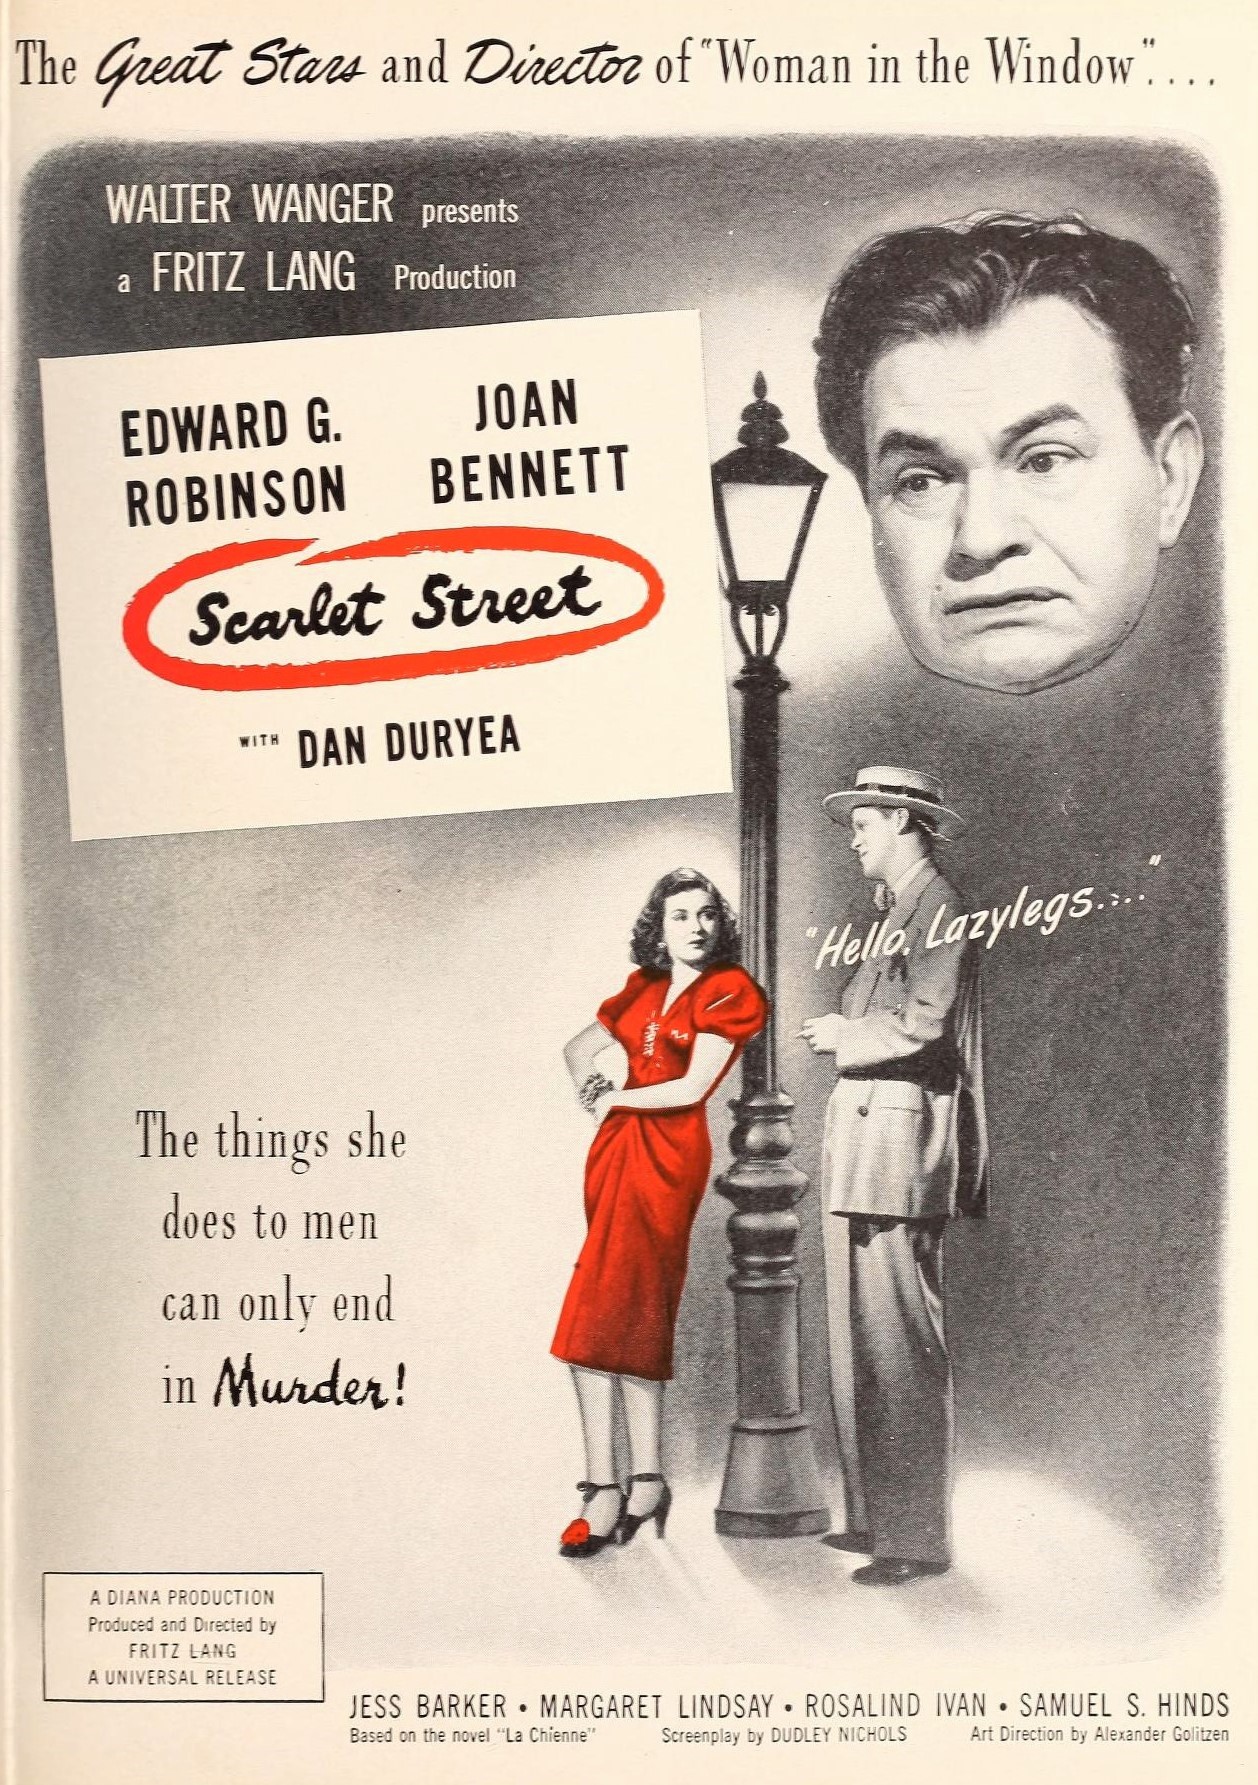 The Great Stars and Director of "Woman in the Window"....
WALTER WANGER presents
a FRITZ LANG Production
EDWARD G. ROBINSON
JOAN BENNETT
Scarlet Street
WITH DAN DURYEA
"Hello, Lazylegs...."
The things she
does to men
can only end
in Murder!
A DIANA PRODUCTION
Produced and Directed by
FRITZ LANG
A UNIVERSAL RELEASE
JESS BARKER • MARGARET LINDSAY • ROSALIND IVAN • SAMUEL S. HINDS
Based on the novel "La Chienne" Screenplay by DUDLEY NICHOLS Art Direction by Alexander Golitzen